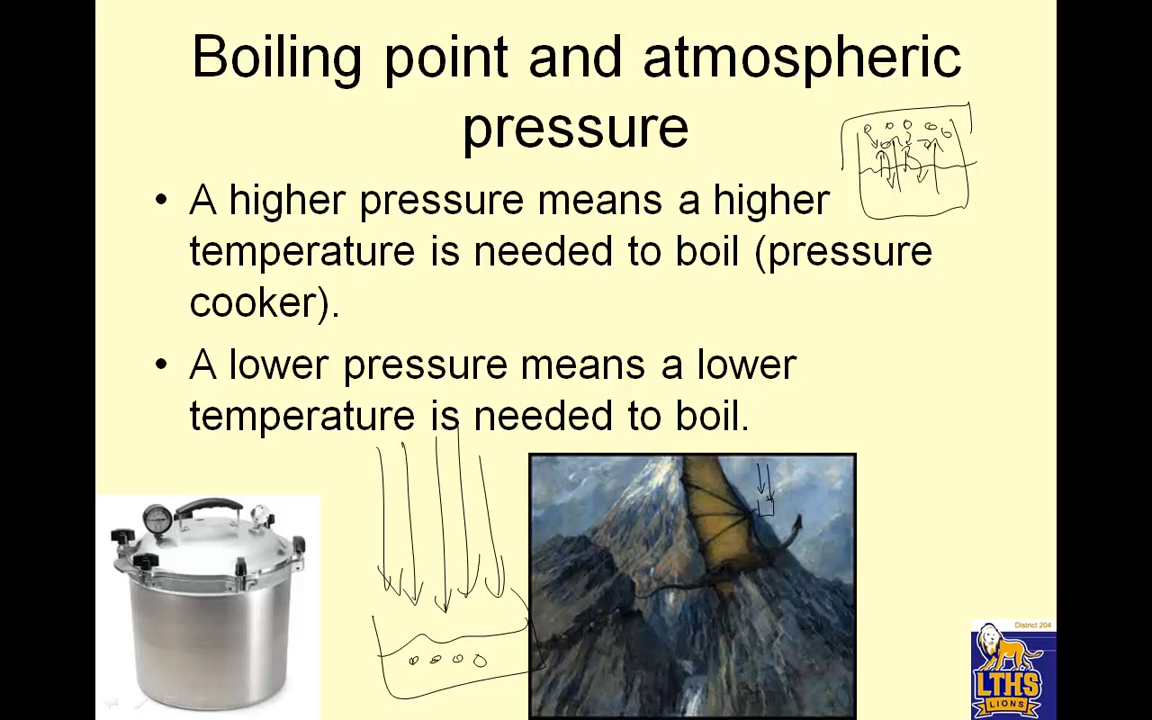 Boiling point and atmospheric
pressure
• A higher pressure means a higher
temperature is needed to boil (pressure
cooker).
• A lower pressure means a lower
temperature is needed to boil.
District 204
LTHS
LIONS